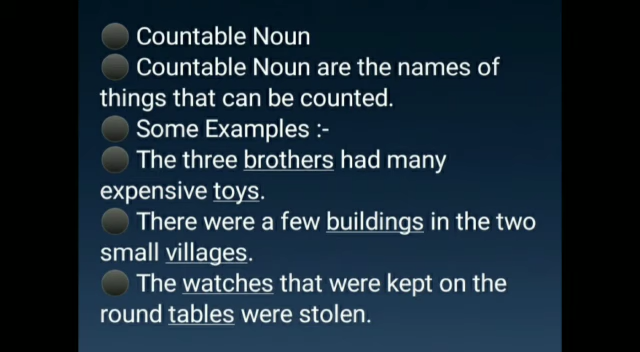 ⚫ Countable Noun
⚫ Countable Noun are the names of
things that can be counted.
⚫ Some Examples :-
⚫ The three brothers had many
expensive toys.
⚫ There were a few buildings in the two
small villages.
⚫ The watches that were kept on the
round tables were stolen.